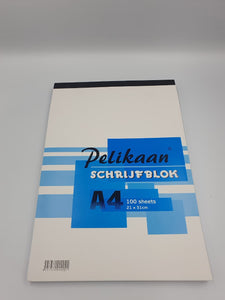 Pelikaan
SCHRIJFBLOK
A4 100 sheets
21 x 31cm